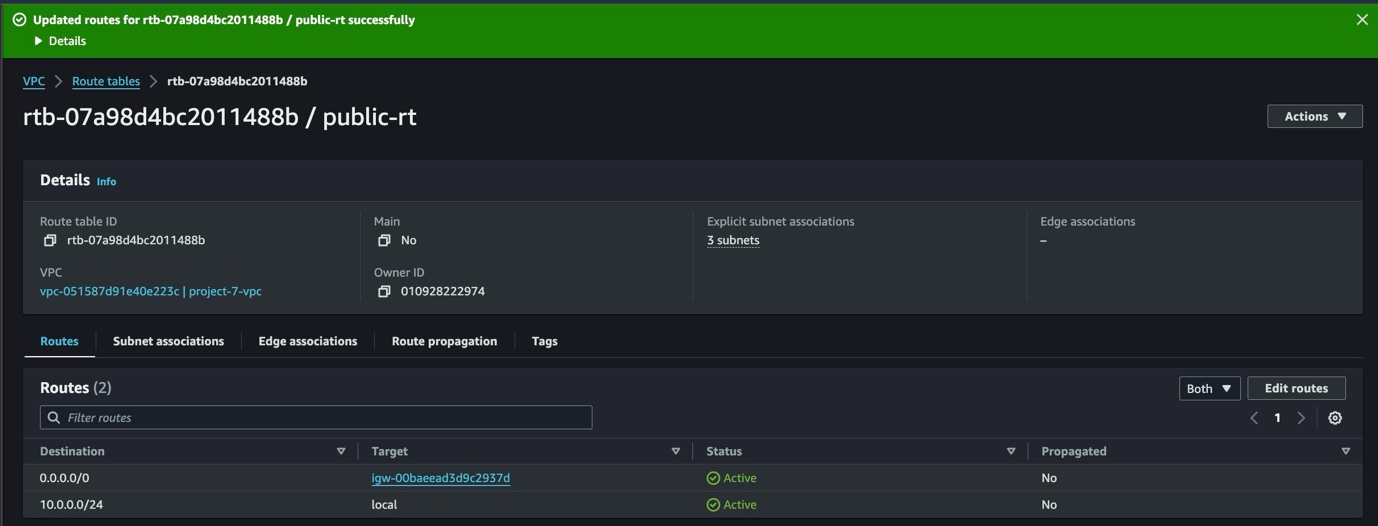 Updated routes for rtb-07a98d4bc2011488b / public-rt successfully
Details
VPC > Route tables > rtb-07a98d4bc2011488b
rtb-07a98d4bc2011488b / public-rt
Actions
Details Info
Route table ID
rtb-07a98d4bc2011488b
Main
No
Explicit subnet associations
3 subnets
Edge associations
–
VPC
vpc-051587d91e40e223c | project-7-vpc
Owner ID
010928222974
Routes Subnet associations Edge associations Route propagation Tags
Routes (2)
Both
Edit routes
Filter routes
1
Destination Target Status Propagated
0.0.0.0/0 igw-00baeead3d9c2937d Active No
10.0.0.0/24 local Active No